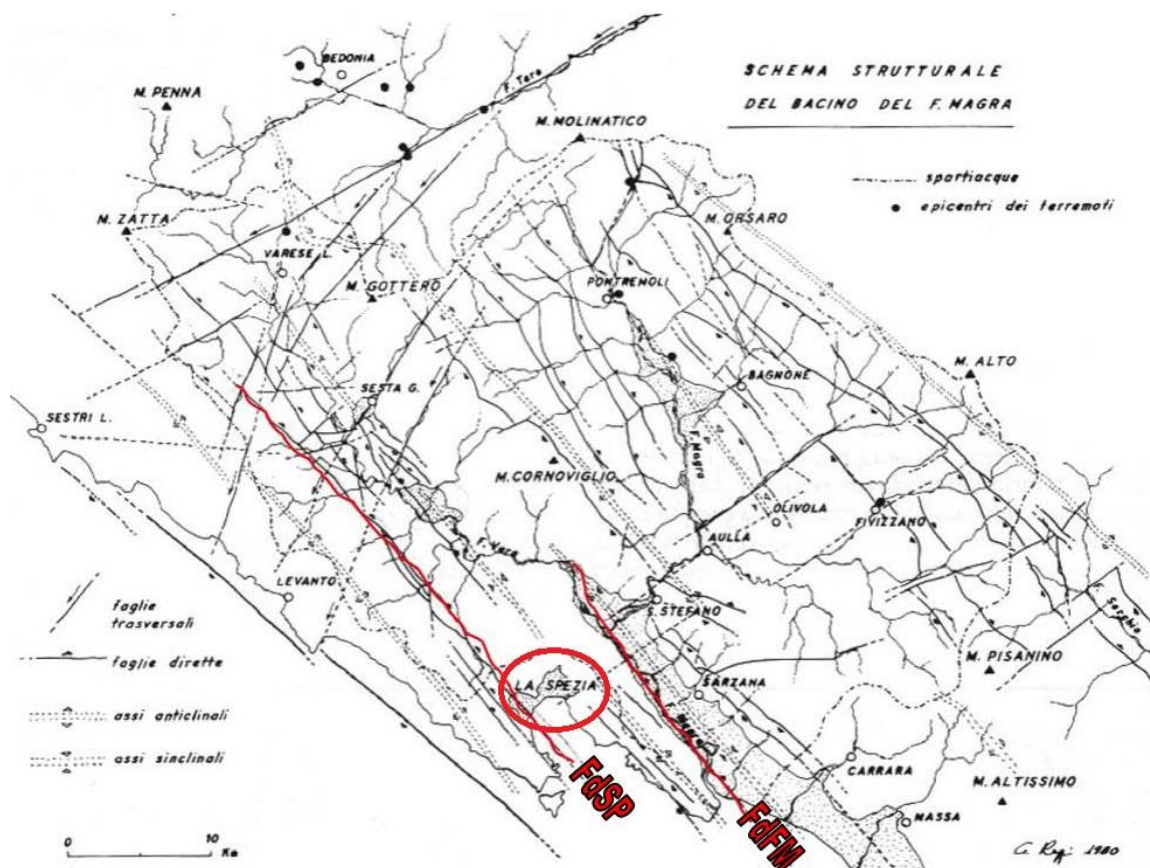 SCHEMA STRUTTURALE
DEL BACINO DEL F. MAGRA
spartiacque
epicentri dei terremoti
BEDONIA
M. PENNA
F. Taro
M. MOLINATICO
M. ZATTA
M. ORSARO
VARESE L.
M. GOTTERO
PONTREMOLI
M. ALTO
BAGNONE
SESTA G.
SESTRI L.
F. Magra
M. CORNOVIGLIO
OLIVOLA
FIVIZZANO
F. Vara
AULLA
LEVANTO
S. STEFANO
F. Serchio
faglie
trasversali
faglie dirette
LA SPEZIA
SARZANA
M. PISANINO
F. Magra
assi anticlinali
assi sinclinali
FdSP
FdFM
CARRARA
M. ALTISSIMO
MASSA
0 10
Km
1980